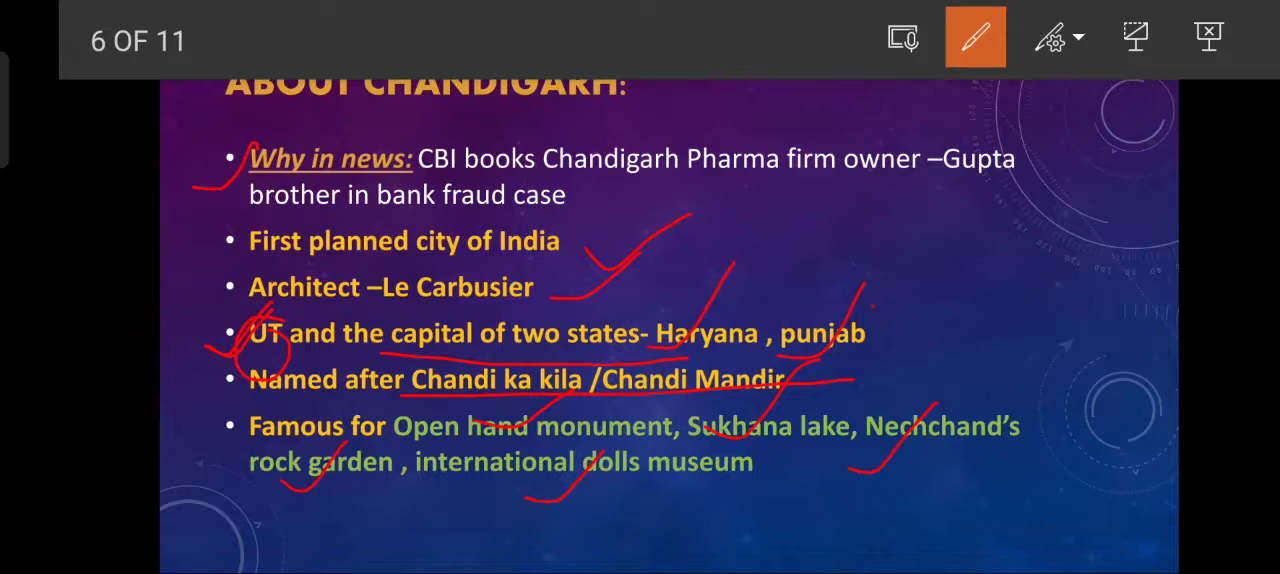 6 OF 11
ABOUT CHANDIGARH:
• Why in news: CBI books Chandigarh Pharma firm owner –Gupta
brother in bank fraud case
• First planned city of India
• Architect –Le Carbusier
• UT and the capital of two states- Haryana , punjab
• Named after Chandi ka kila /Chandi Mandir
• Famous for Open hand monument, Sukhana lake, Nechchand's
rock garden , international dolls museum